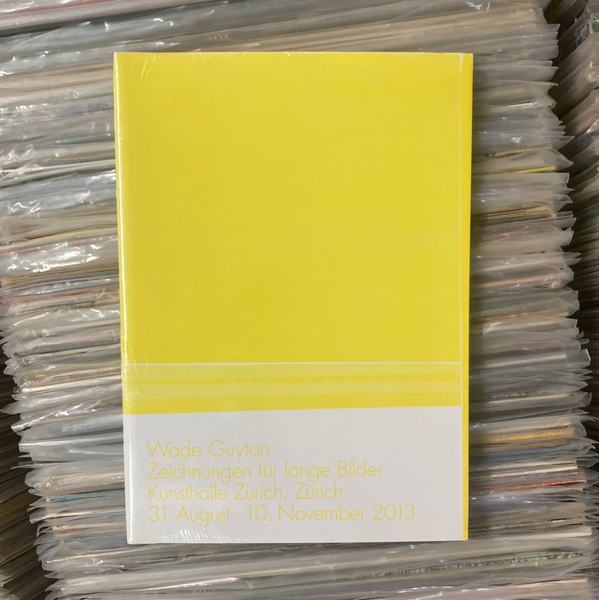 Wade Guyton
Zeichnungen für lange Bilder
Kunsthalle Zürich, Zürich
31. August - 10. November 2013